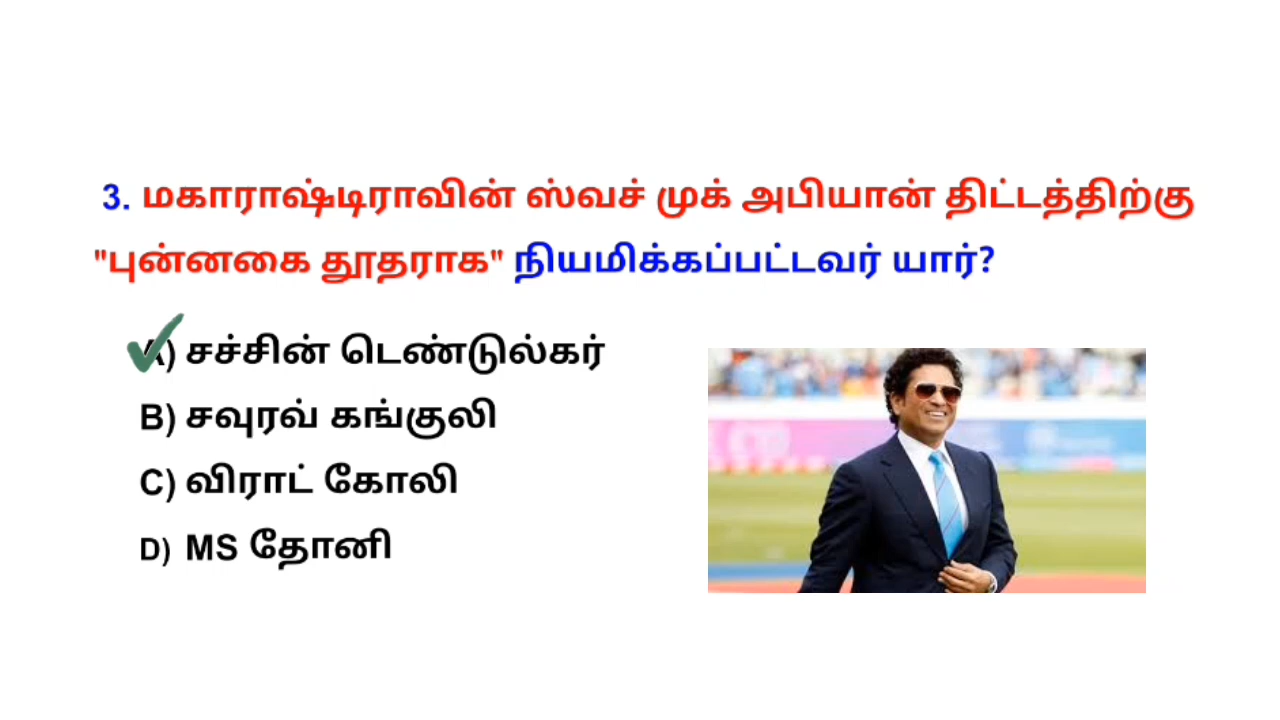 3. மகாராஷ்டிராவின் ஸ்வச் முக் அபியான் திட்டத்திற்கு
"புன்னகை தூதராக" நியமிக்கப்பட்டவர் யார்?
A) சச்சின் டெண்டுல்கர்
B) சவுரவ் கங்குலி
C) விராட் கோலி
D) MS தோனி